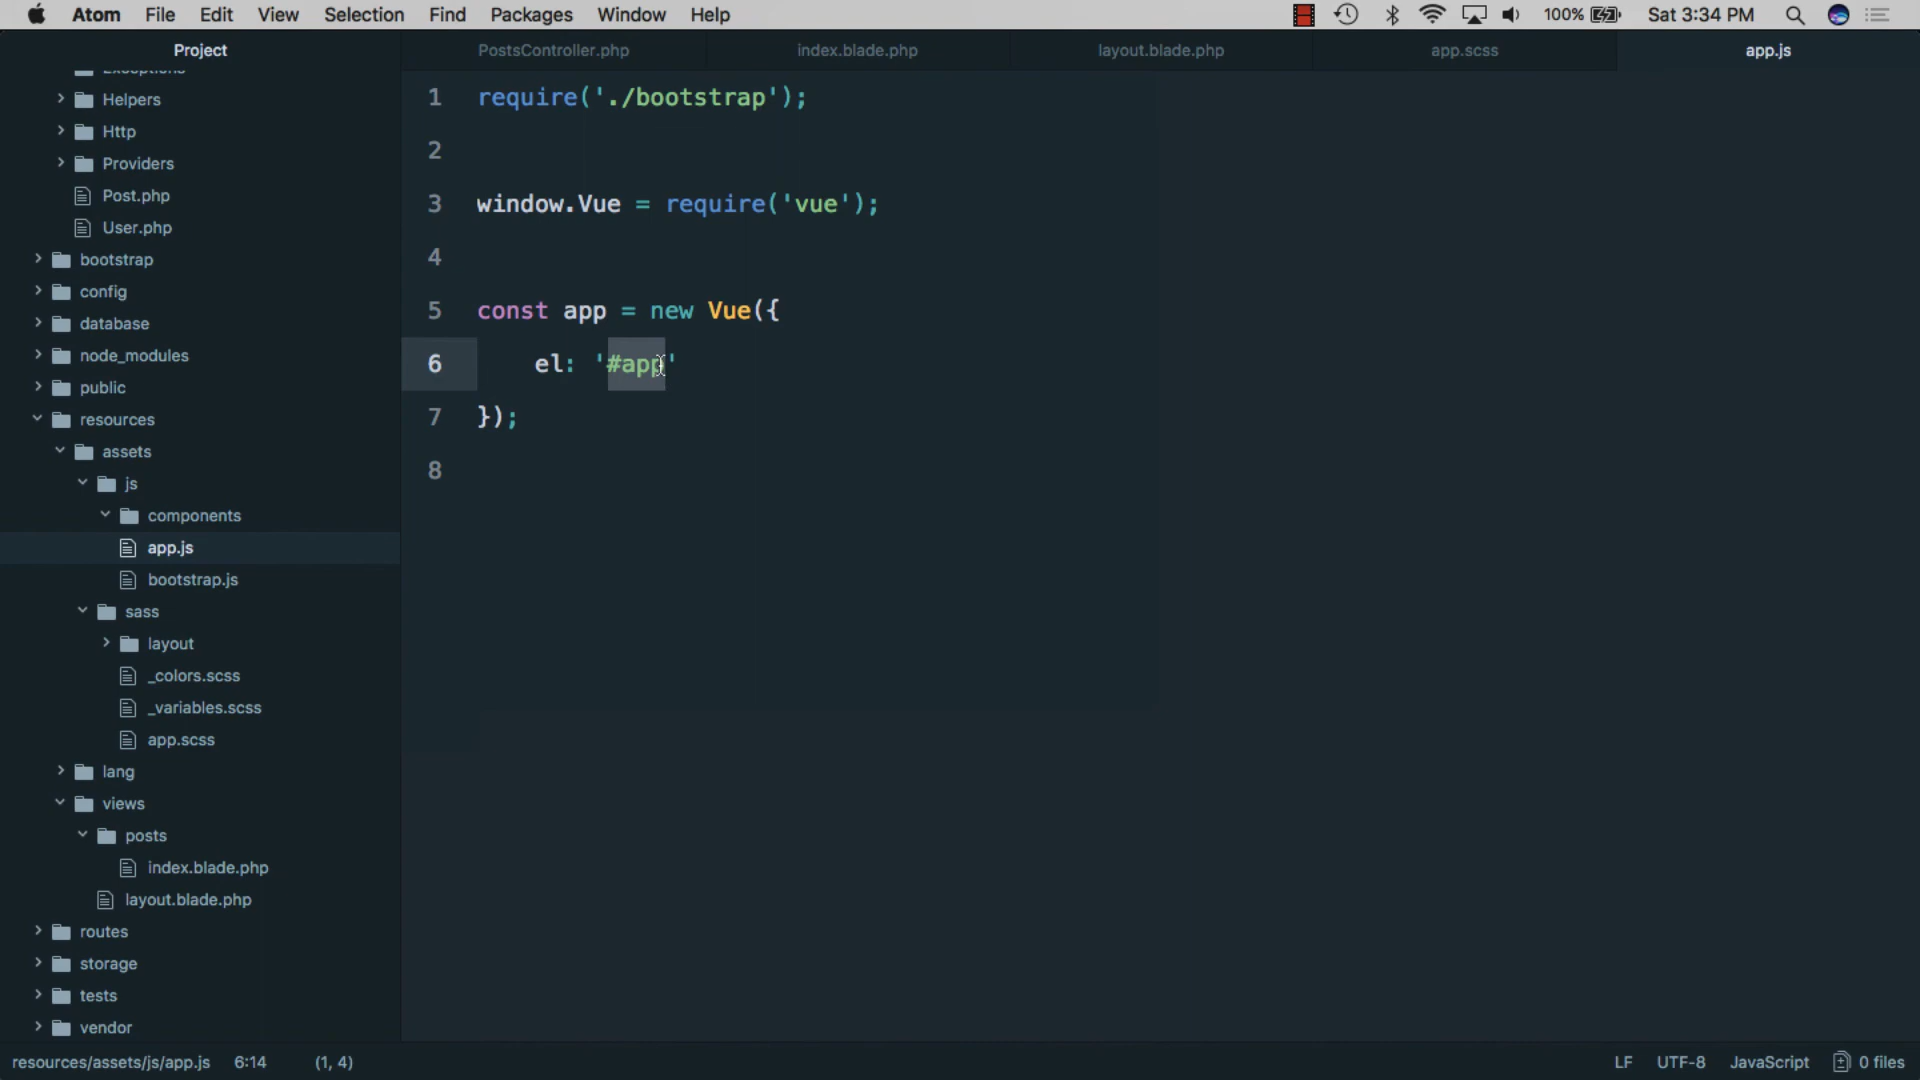 Atom File Edit View Selection Find Packages Window Help 100% Sat 3:34 PM
Project PostsController.php index.blade.php layout.blade.php app.scss app.js
Exceptions
Helpers
Http
Providers
Post.php
User.php
bootstrap
config
database
node_modules
public
resources
assets
js
components
app.js
bootstrap.js
sass
layout
_colors.scss
_variables.scss
app.scss
lang
views
posts
index.blade.php
layout.blade.php
routes
storage
tests
vendor
1 require('./bootstrap');
2
3 window.Vue = require('vue');
4
5 const app = new Vue({
6 el: '#app'
7 });
8
resources/assets/js/app.js 6:14 (1, 4) LF UTF-8 JavaScript 0 files